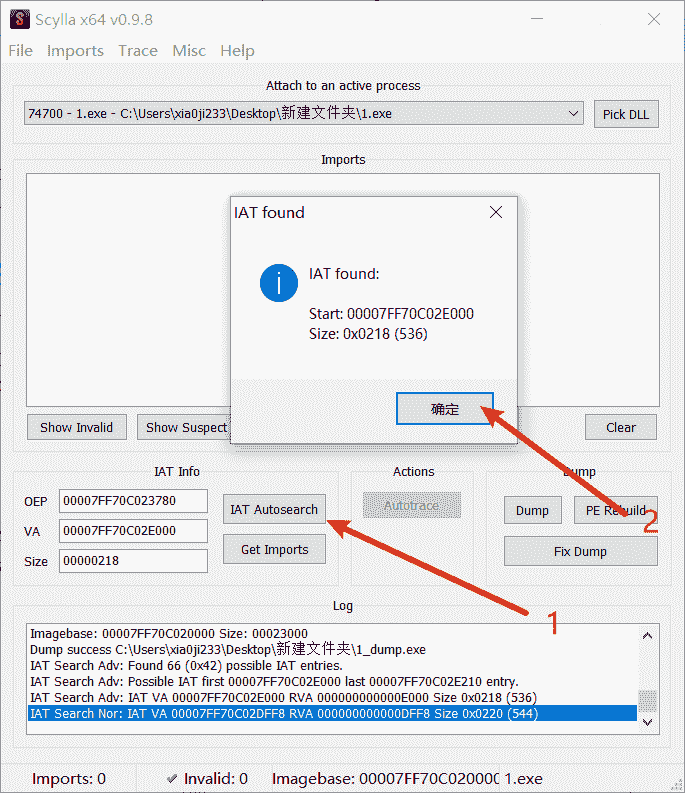 Scylla x64 v0.9.8
File Imports Trace Misc Help
Attach to an active process
74700 - 1.exe - C:\Users\xia0ji233\Desktop\新建文件夹\1.exe
Pick DLL
Imports
IAT found
IAT found:
Start: 00007FF70C02E000
Size: 0x0218 (536)
确定
Show Invalid
Show Suspect
Clear
IAT Info
OEP 00007FF70C023780
VA 00007FF70C02E000
Size 00000218
IAT Autosearch
Get Imports
Actions
Autotrace
Dump
Dump
PE Rebuild
Fix Dump
1
2
Log
Imagebase: 00007FF70C020000 Size: 00023000
Dump success C:\Users\xia0ji233\Desktop\新建文件夹\1_dump.exe
IAT Search Adv: Found 66 (0x42) possible IAT entries.
IAT Search Adv: Possible IAT first 00007FF70C02E000 last 00007FF70C02E210 entry.
IAT Search Adv: IAT VA 00007FF70C02E000 RVA 000000000000E000 Size 0x0218 (536)
IAT Search Nor: IAT VA 00007FF70C02DFF8 RVA 000000000000DFF8 Size 0x0220 (544)
Imports: 0
Invalid: 0
Imagebase: 00007FF70C020000
1.exe